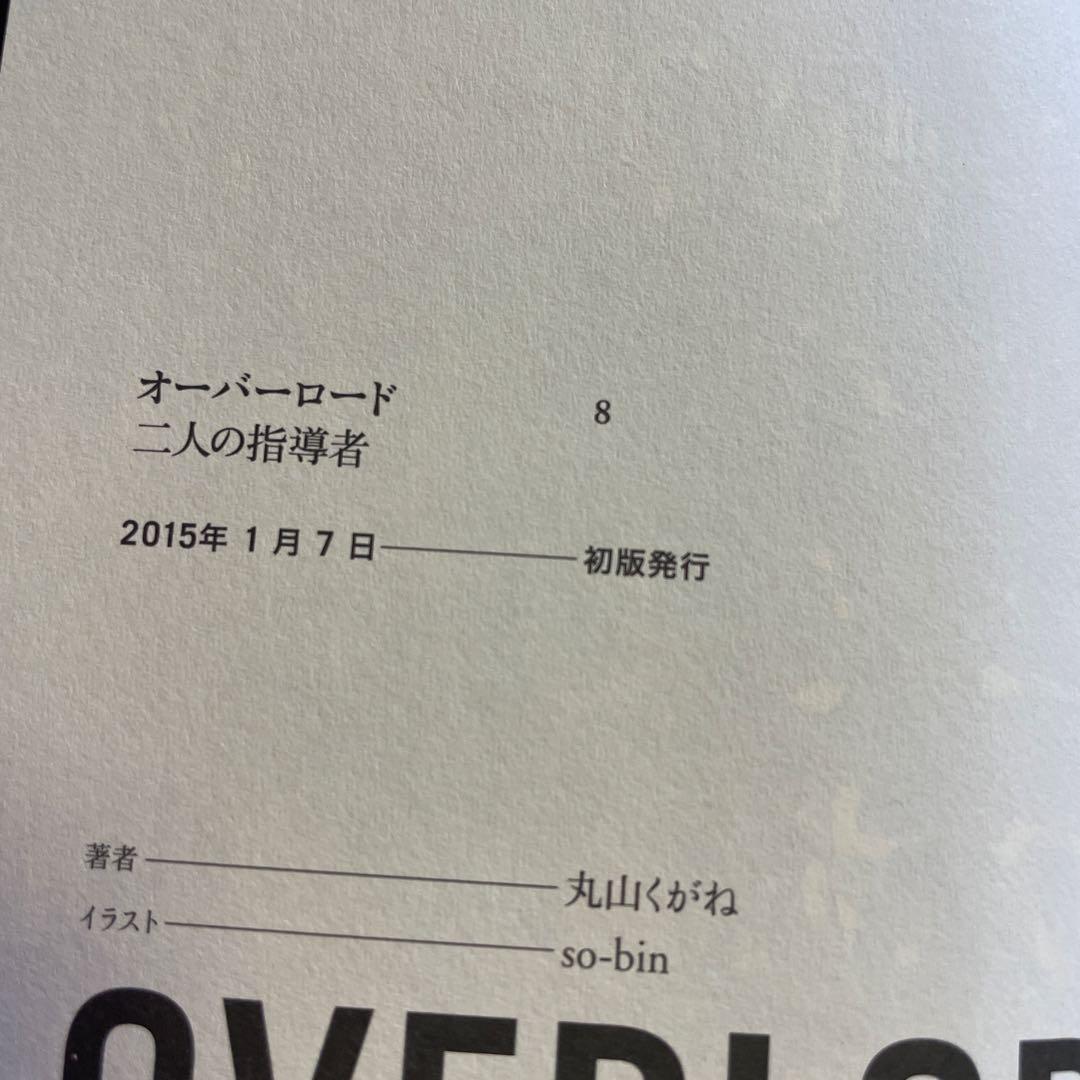 オーバーロード 8
二人の指導者
2015年 1 月 7 日 初版発行
著者 丸山くがね
イラスト so-bin